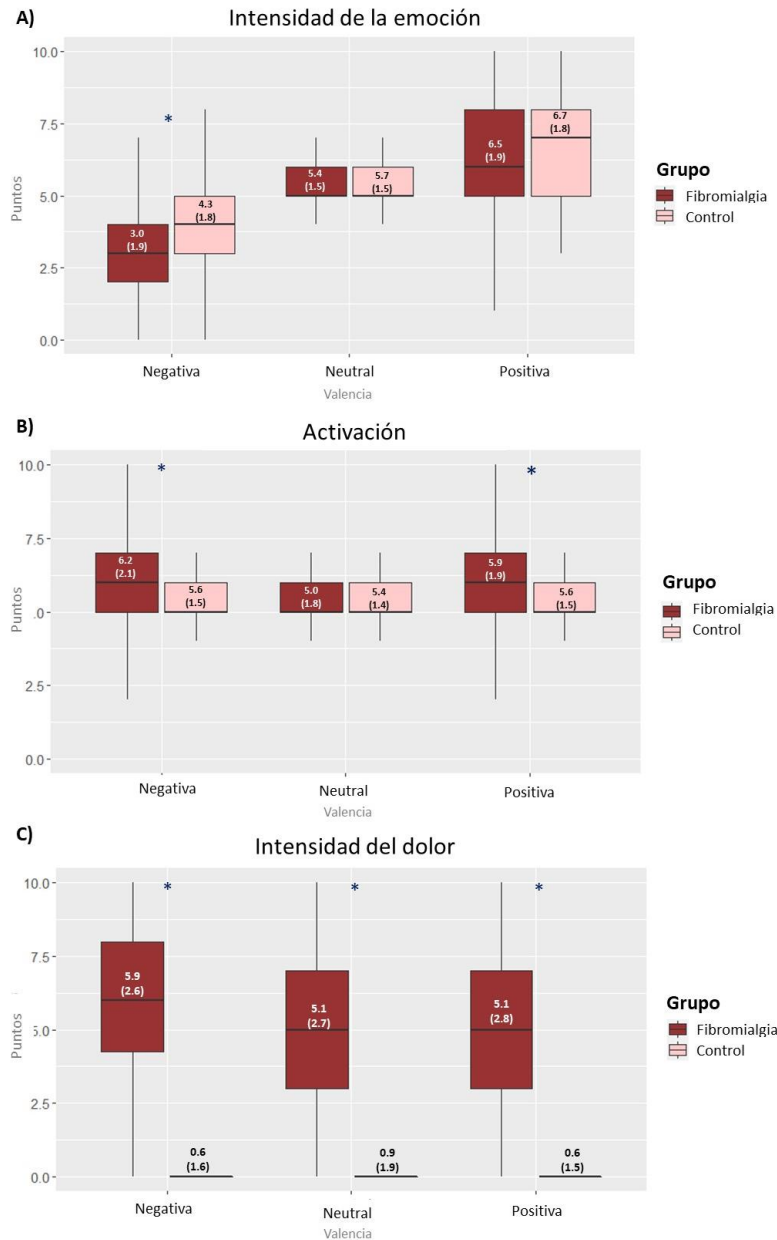 A)
Intensidad de la emoción
10.0
7.5
5.0
2.5
0.0
Puntos
*
3.0
(1.9)
4.3
(1.8)
5.4
(1.5)
5.7
(1.5)
6.5
(1.9)
6.7
(1.8)
Negativa
Neutral
Positiva
Valencia
Grupo
Fibromialgia
Control
B)
Activación
10.0
7.5
.0
2.5
0.0
Puntos
*
*
6.2
(2.1)
5.6
(1.5)
5.0
(1.8)
5.4
(1.4)
5.9
(1.9)
5.6
(1.5)
Negativa
Neutral
Positiva
Valencia
Grupo
Fibromialgia
Control
C)
Intensidad del dolor
10.0
7.5
5.0
2.5
0.0
Puntos
*
*
*
5.9
(2.6)
0.6
(1.6)
5.1
(2.7)
0.9
(1.9)
5.1
(2.8)
0.6
(1.5)
Negativa
Neutral
Positiva
Valencia
Grupo
Fibromialgia
Control